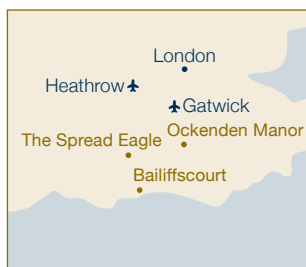 London
Heathrow
Gatwick
Ockenden Manor
The Spread Eagle
Bailiffscourt